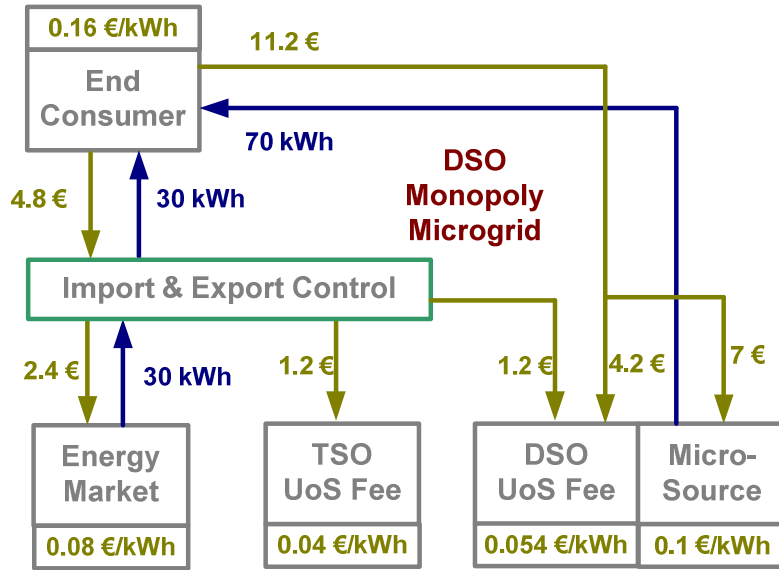 0.16 €/kWh
11.2 €
End
Consumer
70 kWh
DSO
Monopoly
Microgrid
4.8 €
30 kWh
Import & Export Control
2.4 €
30 kWh
1.2 €
1.2 €
4.2 €
7 €
Energy
Market
TSO
UoS Fee
DSO
UoS Fee
Micro-
Source
0.08 €/kWh
0.04 €/kWh
0.054 €/kWh
0.1 €/kWh